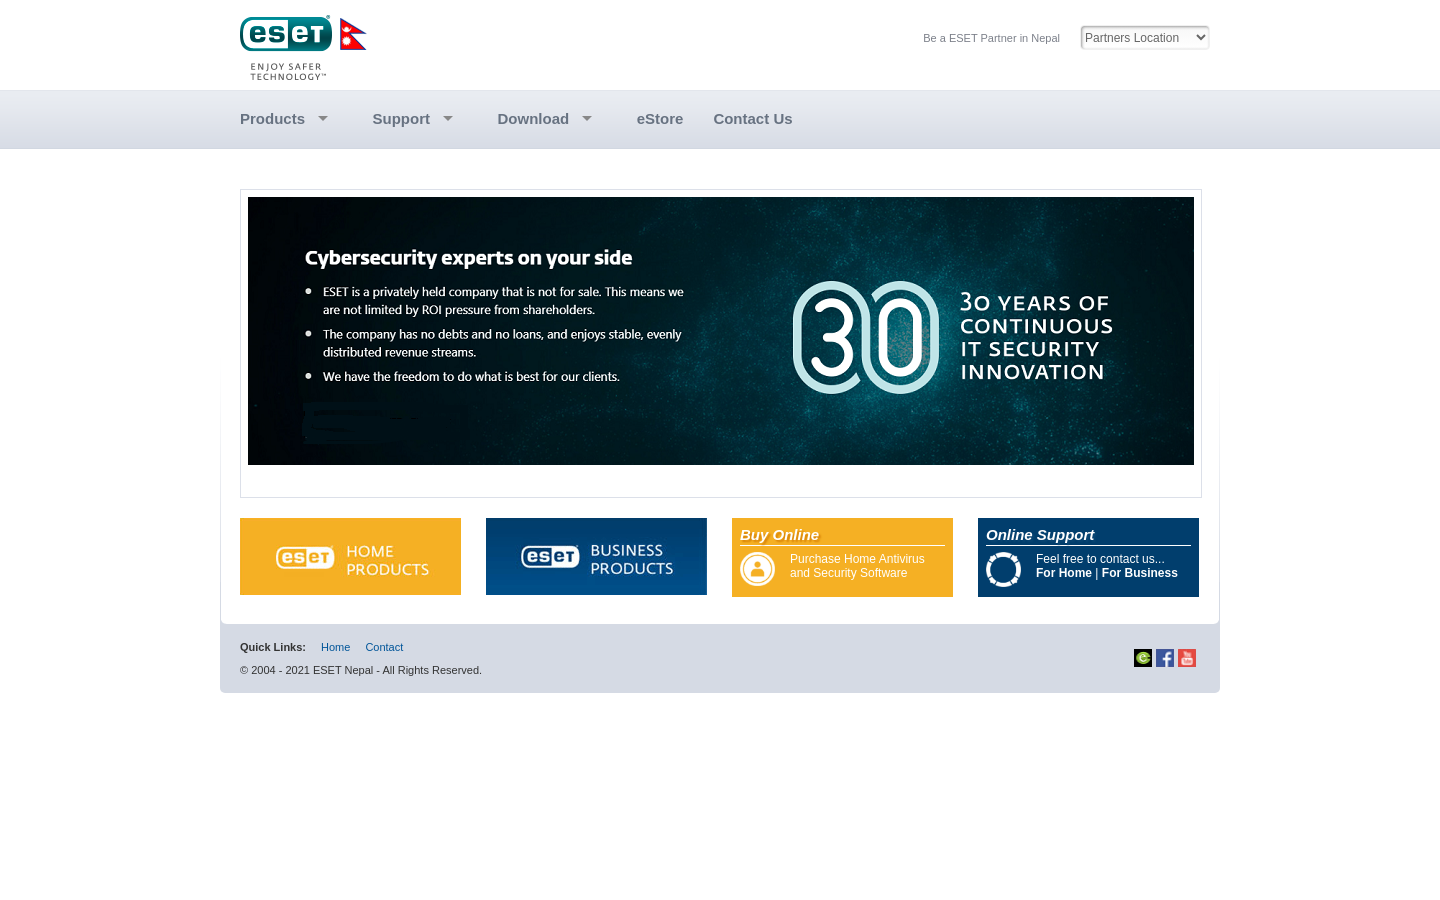 eset
ENJOY SAFER
TECHNOLOGY™
Be a ESET Partner in Nepal
Partners Location
Products
Support
Download
eStore
Contact Us
Cybersecurity experts on your side
• ESET is a privately held company that is not for sale. This means we
are not limited by ROI pressure from shareholders.
• The company has no debts and no loans, and enjoys stable, evenly
distributed revenue streams.
• We have the freedom to do what is best for our clients.
30
30 YEARS OF
CONTINUOUS
IT SECURITY
INNOVATION
eset HOME
PRODUCTS
eset BUSINESS
PRODUCTS
Buy Online
Purchase Home Antivirus
and Security Software
Online Support
Feel free to contact us...
For Home | For Business
Quick Links: Home Contact
© 2004 - 2021 ESET Nepal - All Rights Reserved.